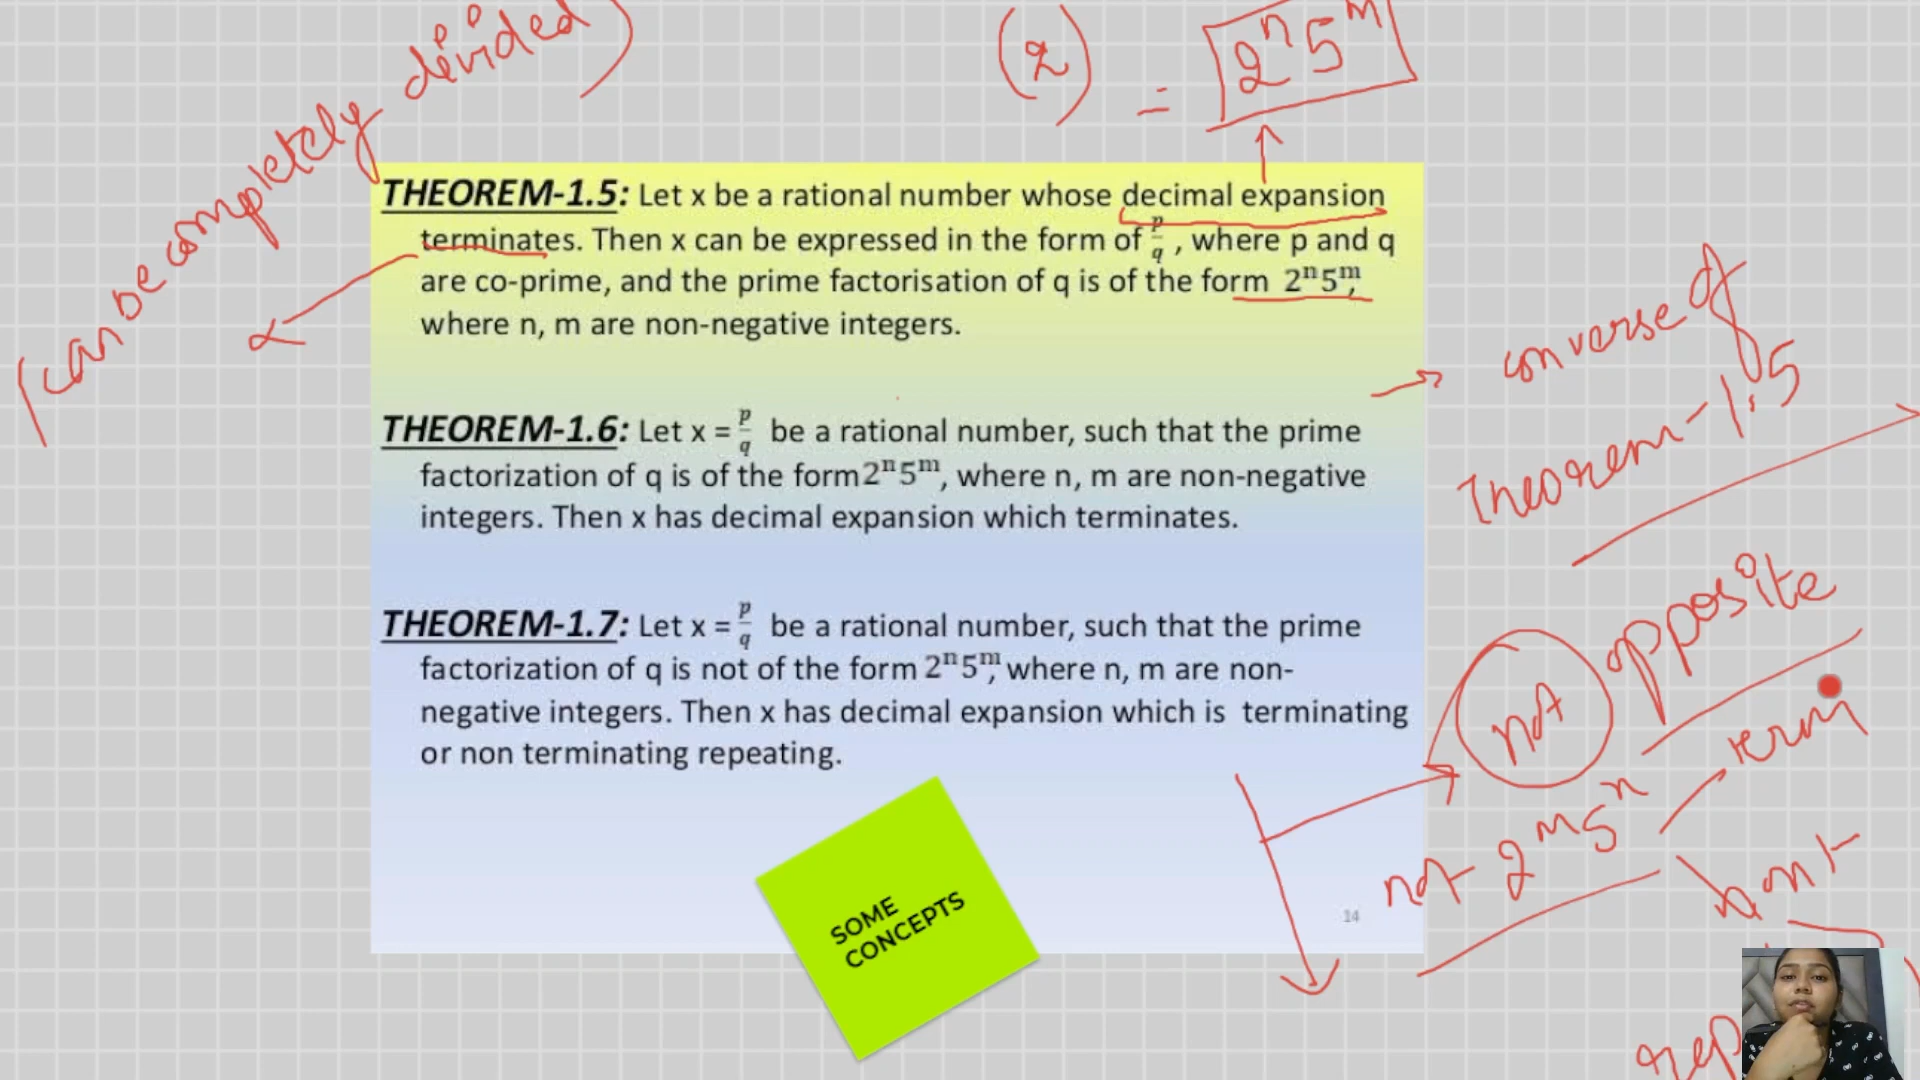 (can be completely
devided)
(q) = 2ⁿ5ᵐ
THEOREM-1.5: Let x be a rational number whose decimal expansion
terminates. Then x can be expressed in the form of p/q , where p and q
are co-prime, and the prime factorisation of q is of the form 2ⁿ5ᵐ,
where n, m are non-negative integers.
converse of
Theorem-1.5
THEOREM-1.6: Let x = p/q be a rational number, such that the prime
factorization of q is of the form2ⁿ5ᵐ, where n, m are non-negative
integers. Then x has decimal expansion which terminates.
THEOREM-1.7: Let x = p/q be a rational number, such that the prime
factorization of q is not of the form 2ⁿ5ᵐ, where n, m are non-
negative integers. Then x has decimal expansion which is terminating
or non terminating repeating.
not opposite
not 2ᵐ5ⁿ
term
non t
rep
SOME
CONCEPTS
14